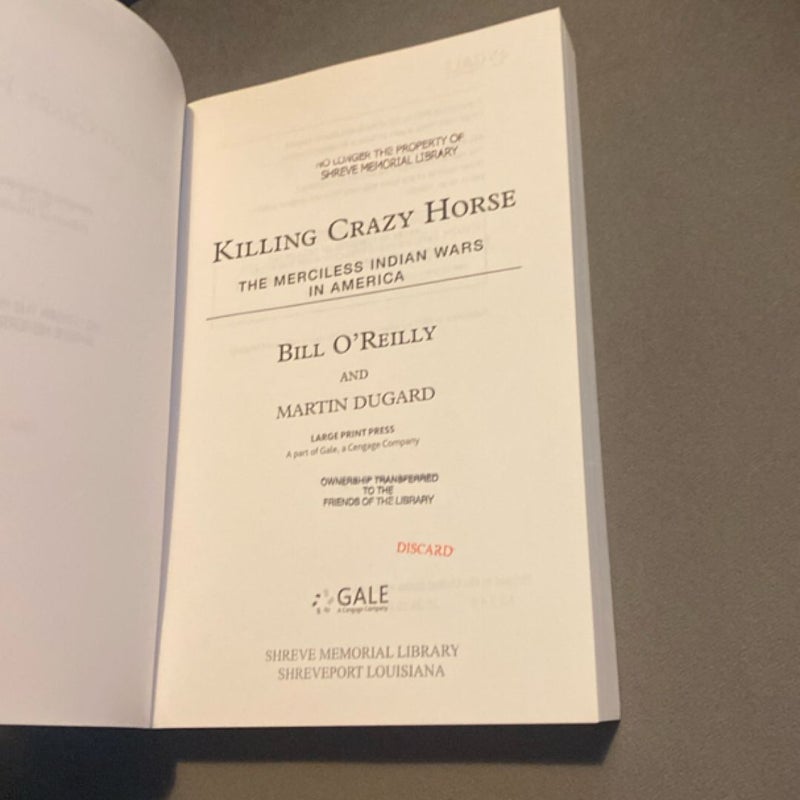 NO LONGER THE PROPERTY OF
SHREVE MEMORIAL LIBRARY
KILLING CRAZY HORSE
THE MERCILESS INDIAN WARS
IN AMERICA
BILL O'REILLY
AND
MARTIN DUGARD
LARGE PRINT PRESS
A part of Gale, a Cengage Company
OWNERSHIP TRANSFERRED
TO THE
FRIENDS OF THE LIBRARY
DISCARD
GALE
a Cengage Company
SHREVE MEMORIAL LIBRARY
SHREVEPORT LOUISIANA